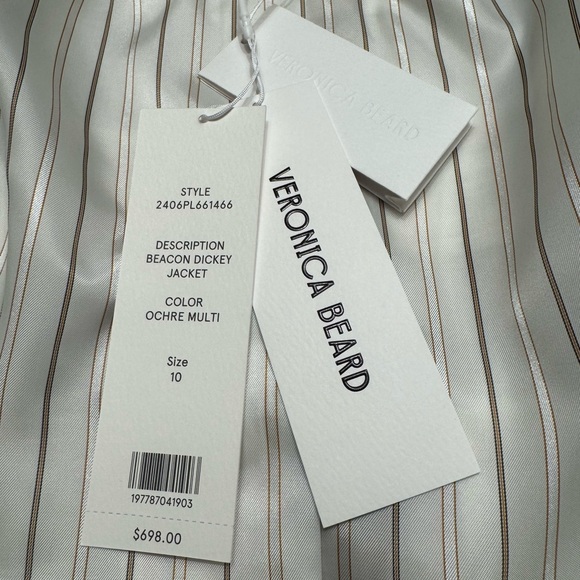 VERONICA BEARD
STYLE
2406PL661466
DESCRIPTION
BEACON DICKEY
JACKET
COLOR
OCHRE MULTI
Size
10
197787041903
$698.00
VERONICA BEARD